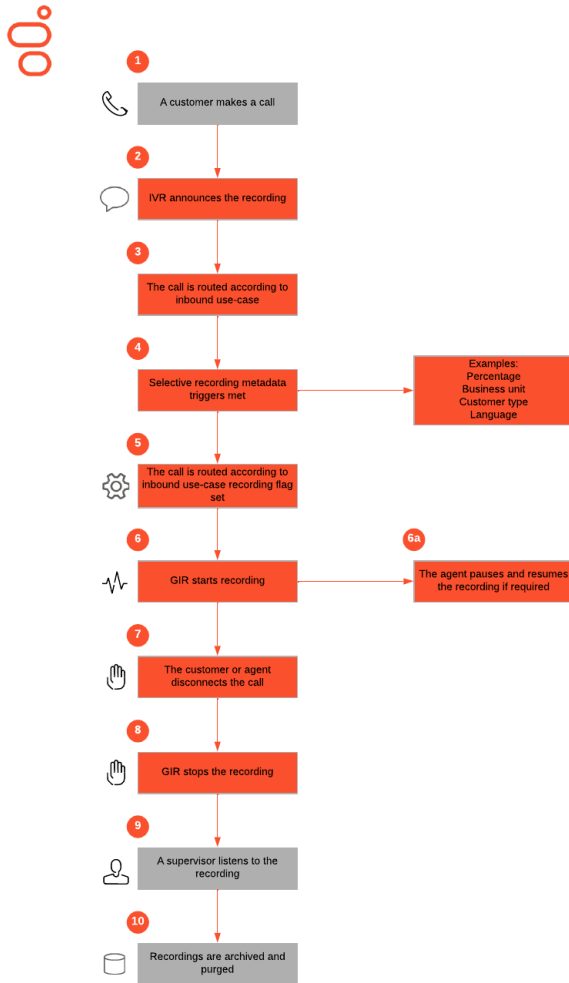 1
A customer makes a call
2
IVR announces the recording
3
The call is routed according to
inbound use-case
4
Selective recording metadata
triggers met
Examples:
Percentage
Business unit
Customer type
Language
5
The call is routed according to
inbound use-case recording flag
set
6
GIR starts recording
6a
The agent pauses and resumes
the recording if required
7
The customer or agent
disconnects the call
8
GIR stops the recording
9
A supervisor listens to the
recording
10
Recordings are archived and
purged